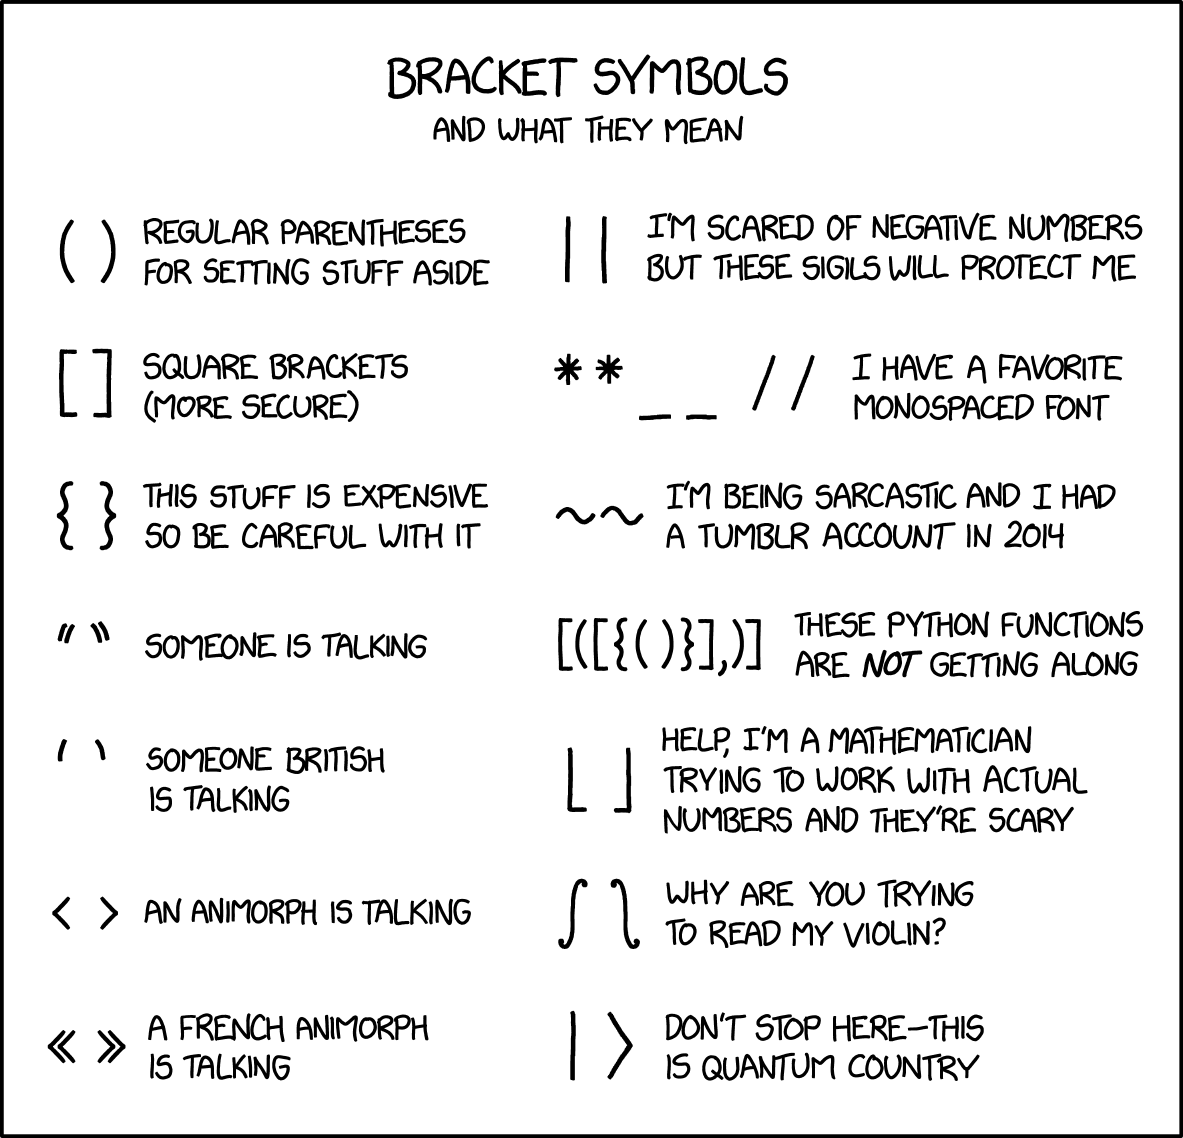 BRACKET SYMBOLS
AND WHAT THEY MEAN
( ) REGULAR PARENTHESES
FOR SETTING STUFF ASIDE
[ ] SQUARE BRACKETS
(MORE SECURE)
{ } THIS STUFF IS EXPENSIVE
SO BE CAREFUL WITH IT
“ ” SOMEONE IS TALKING
‘ ’ SOMEONE BRITISH
IS TALKING
< > AN ANIMORPH IS TALKING
« » A FRENCH ANIMORPH
IS TALKING
| | I'M SCARED OF NEGATIVE NUMBERS
BUT THESE SIGILS WILL PROTECT ME
* * _ _ / / I HAVE A FAVORITE
MONOSPACED FONT
~~ I'M BEING SARCASTIC AND I HAD
A TUMBLR ACCOUNT IN 2014
[([{()}],)] THESE PYTHON FUNCTIONS
ARE NOT GETTING ALONG
⌊ ⌋ HELP, I'M A MATHEMATICIAN
TRYING TO WORK WITH ACTUAL
NUMBERS AND THEY'RE SCARY
ʃ ʅ WHY ARE YOU TRYING
TO READ MY VIOLIN?
| ⟩ DON'T STOP HERE—THIS
IS QUANTUM COUNTRY